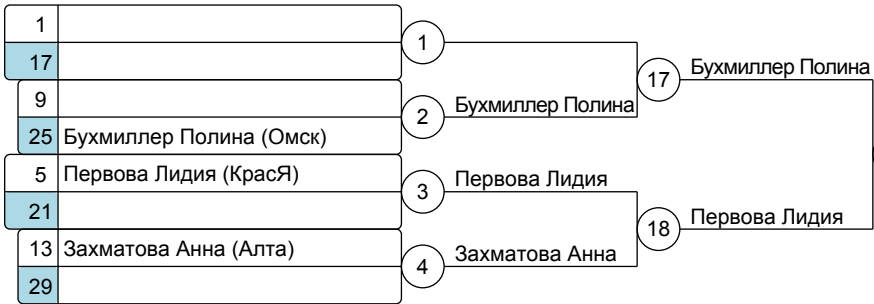 1
17
1
9
25 Бухмиллер Полина (Омск)
2
Бухмиллер Полина
17
Бухмиллер Полина
5 Первова Лидия (КрасЯ)
21
3
Первова Лидия
13 Захматова Анна (Алта)
29
4
Захматова Анна
18
Первова Лидия